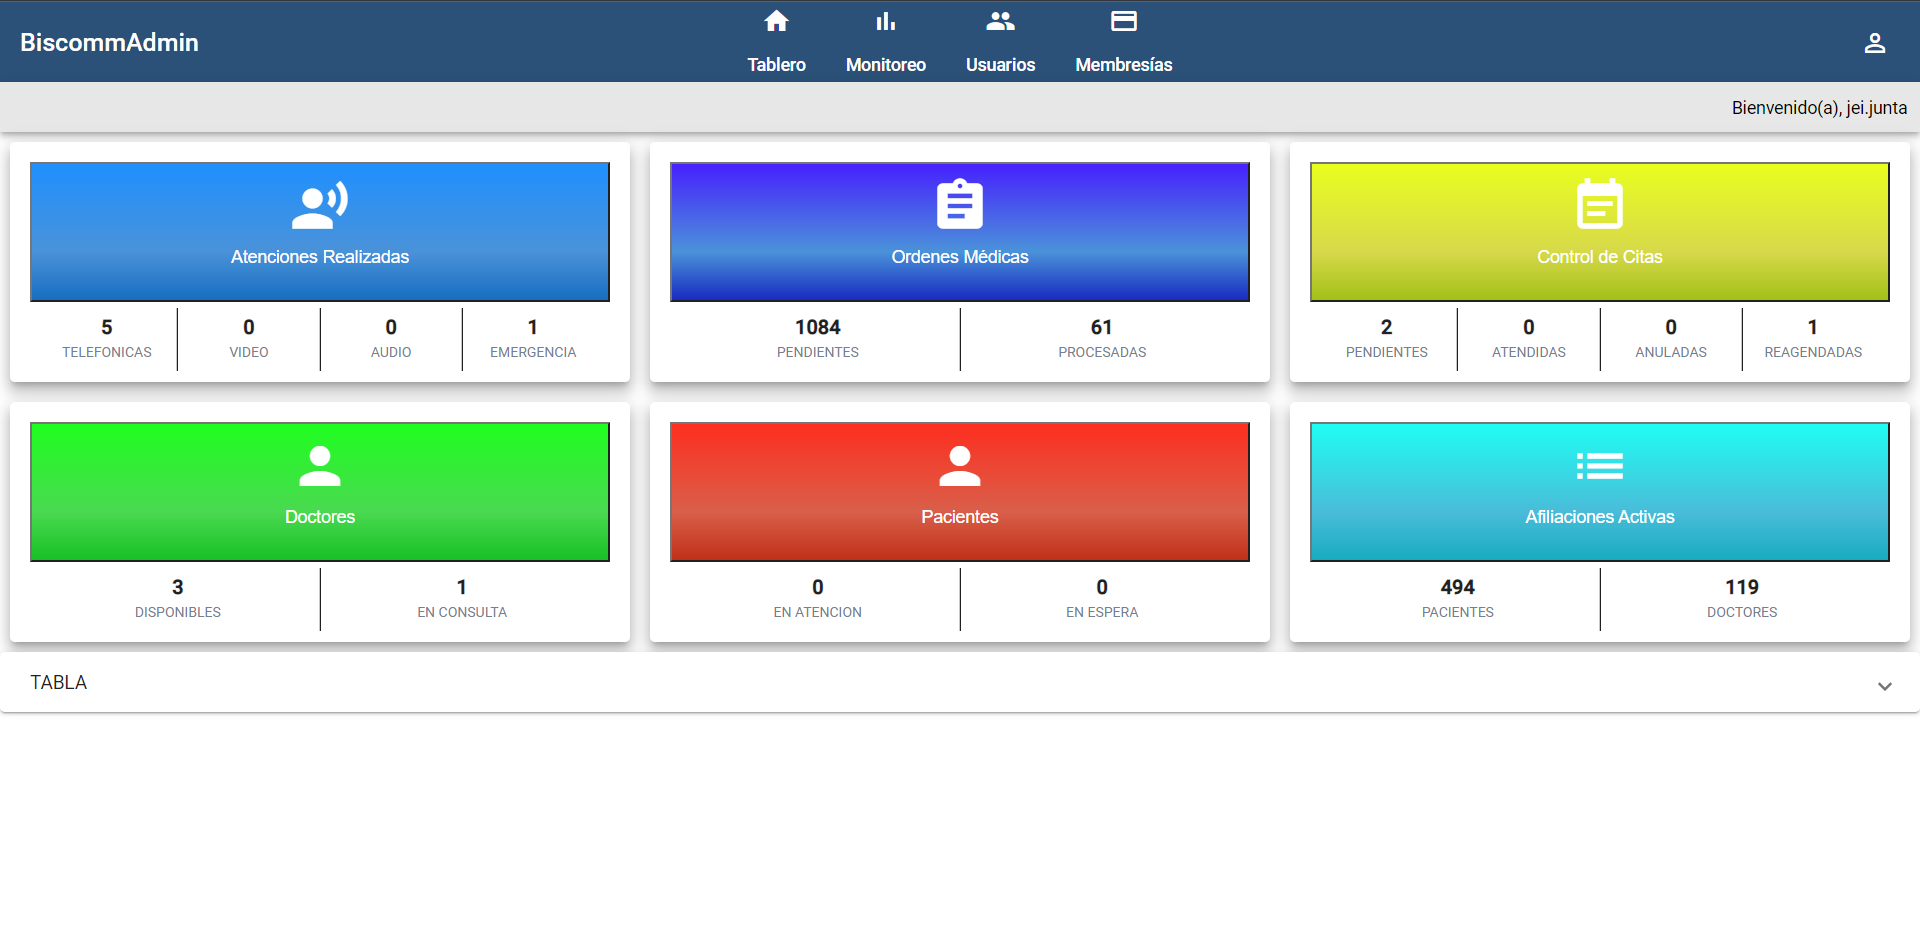 BiscommAdmin
Tablero Monitoreo Usuarios Membresías
Bienvenido(a), jei.junta
Atenciones Realizadas
5 0 0 1
TELEFONICAS VIDEO AUDIO EMERGENCIA
Ordenes Médicas
1084 61
PENDIENTES PROCESADAS
Control de Citas
2 0 0 1
PENDIENTES ATENDIDAS ANULADAS REAGENDADAS
Doctores
3 1
DISPONIBLES EN CONSULTA
Pacientes
0 0
EN ATENCION EN ESPERA
Afiliaciones Activas
494 119
PACIENTES DOCTORES
TABLA